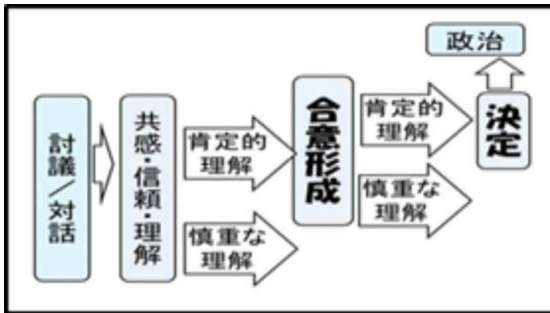 政治
討議/対話
共感・信頼・理解
肯定的
理解
慎重な
理解
合意形成
肯定的
理解
慎重な
理解
決定